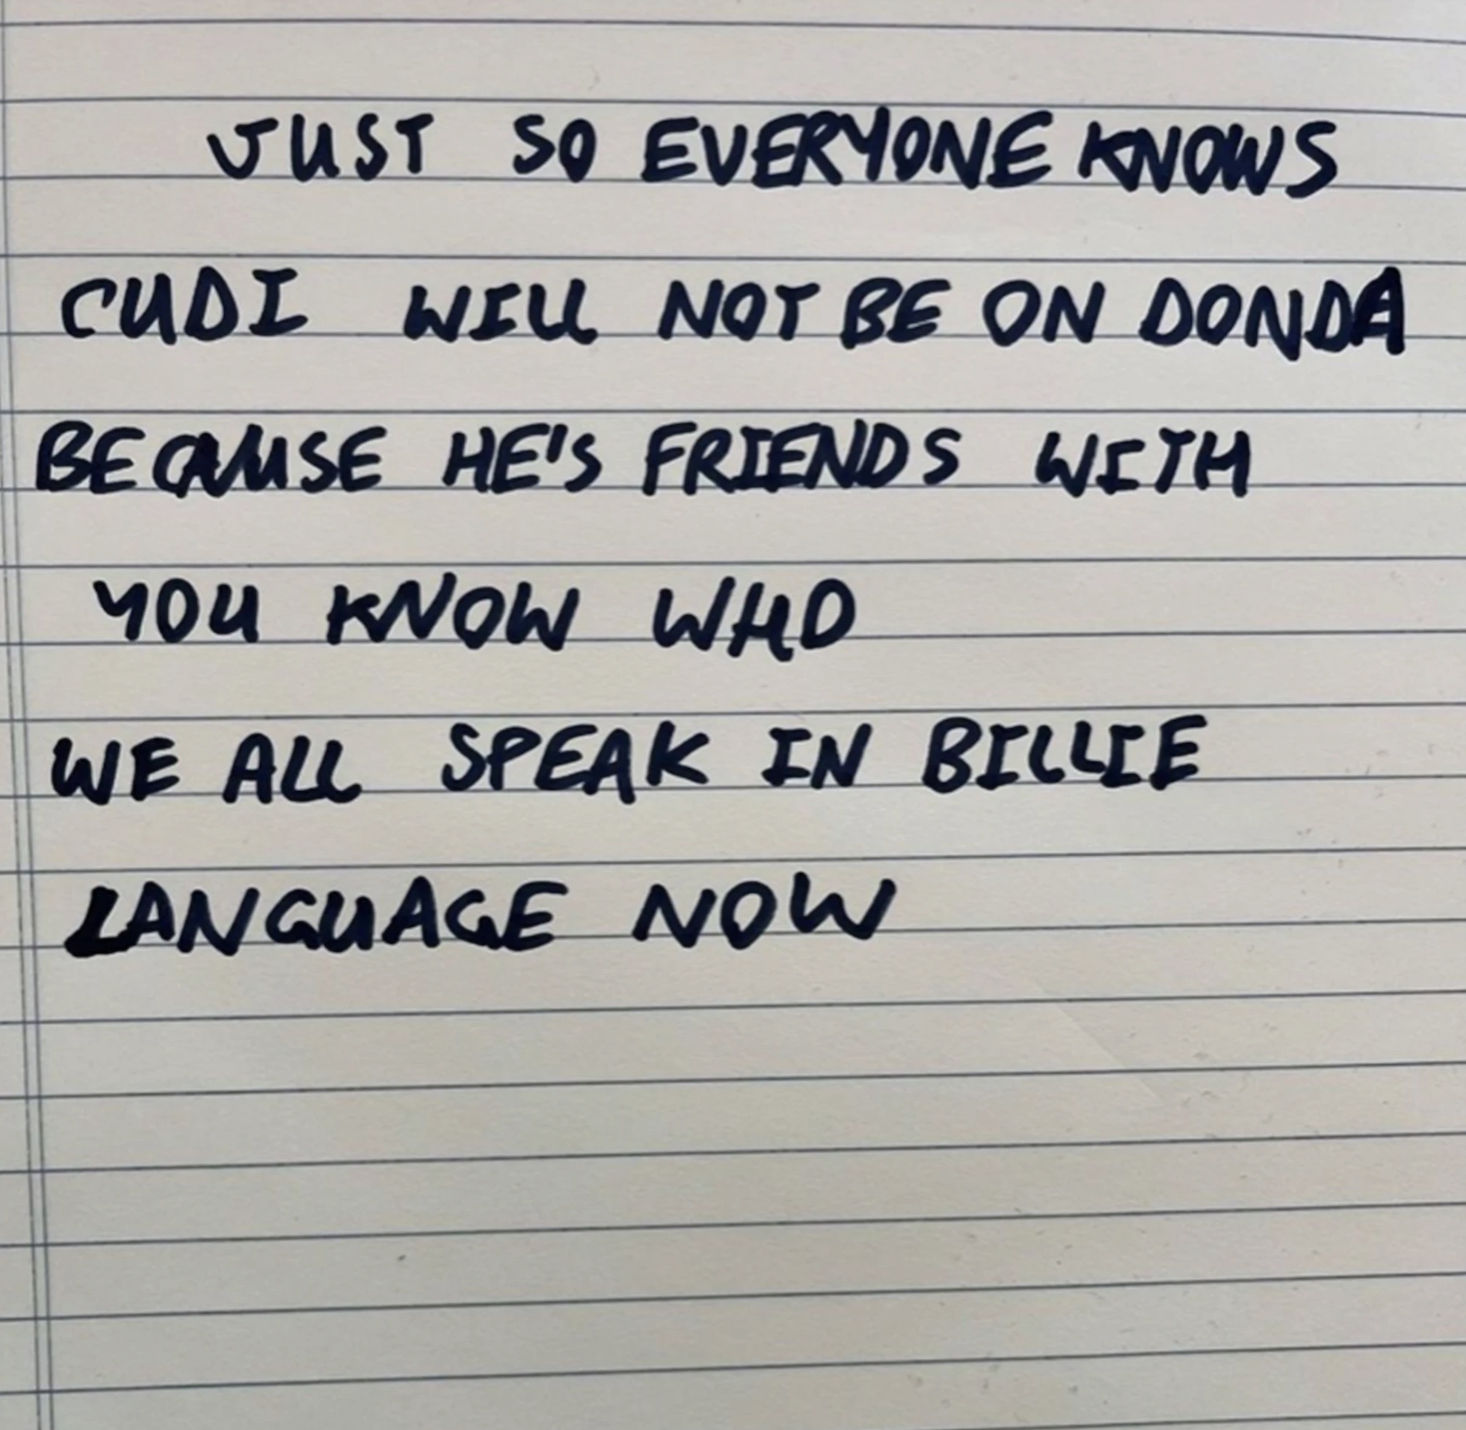 JUST SO EVERYONE KNOWS
CUDI WILL NOT BE ON DONDA
BECAUSE HE'S FRIENDS WITH
YOU KNOW WHO
WE ALL SPEAK IN BILLIE
LANGUAGE NOW